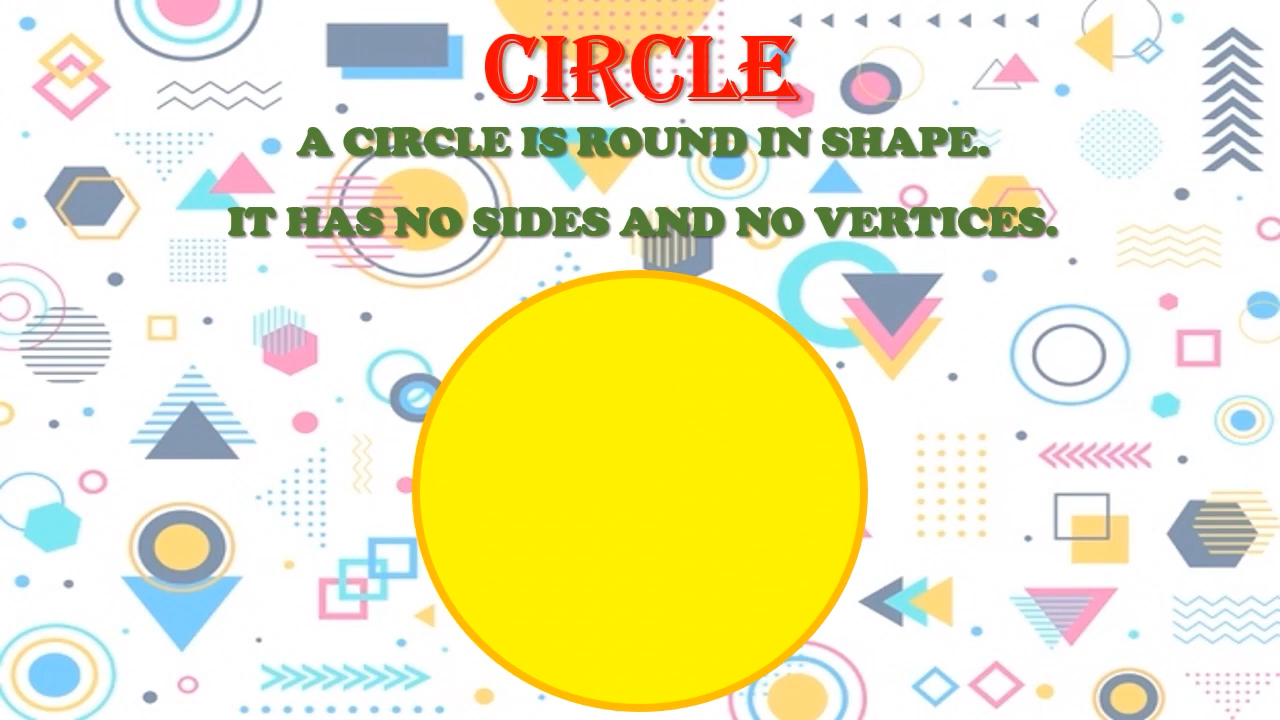 CIRCLE
A CIRCLE IS ROUND IN SHAPE.
IT HAS NO SIDES AND NO VERTICES.